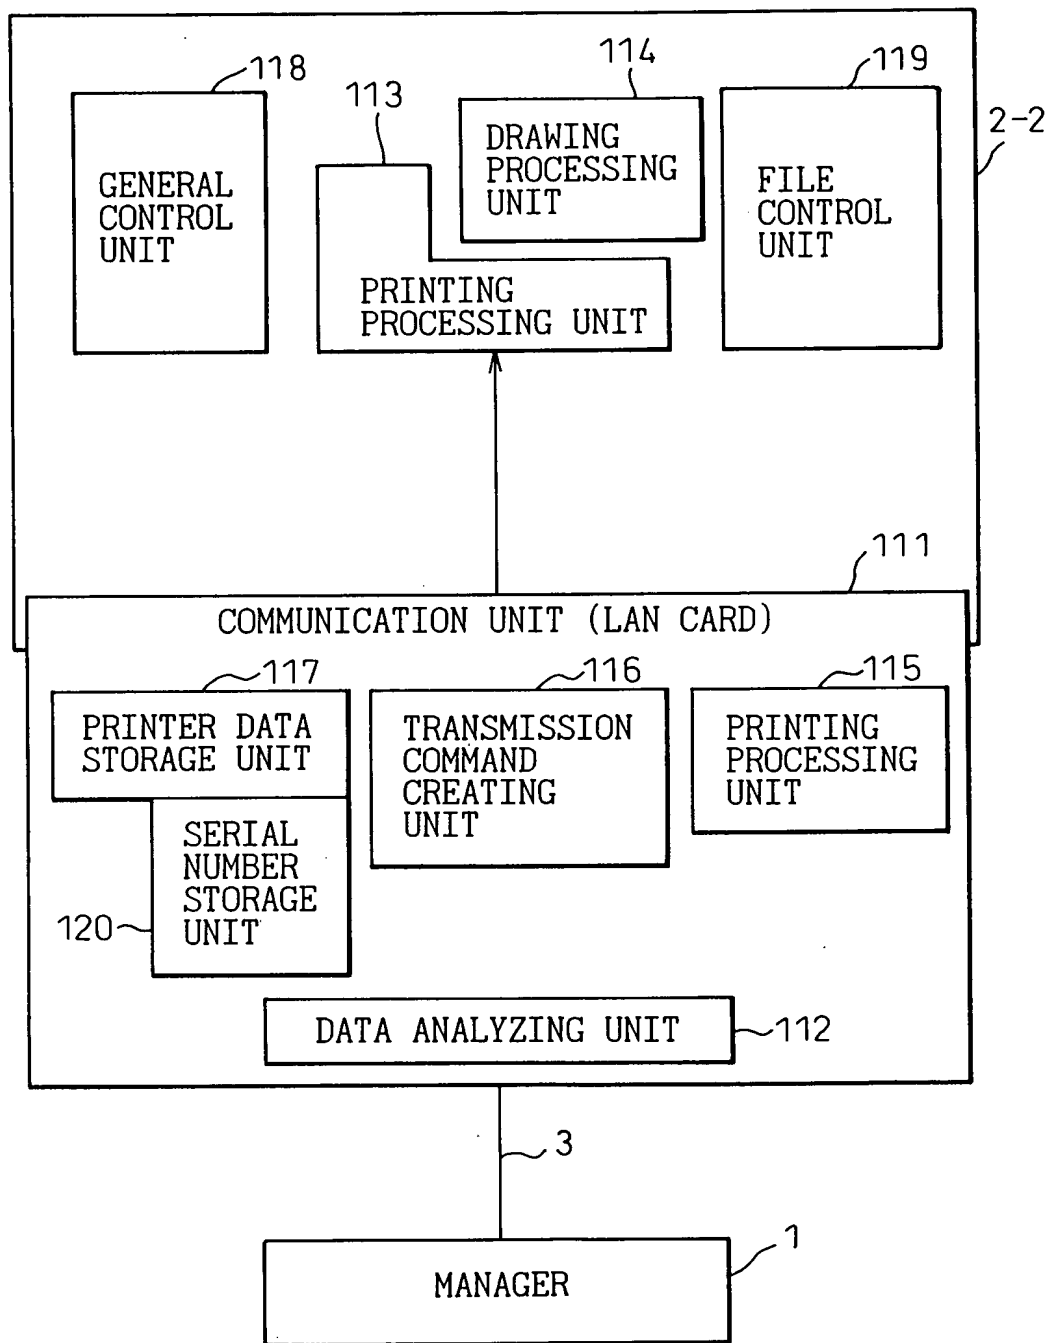 118
GENERAL
CONTROL
UNIT
113
PRINTING
PROCESSING UNIT
114
DRAWING
PROCESSING
UNIT
119
FILE
CONTROL
UNIT
2-2
111
COMMUNICATION UNIT (LAN CARD)
117
PRINTER DATA
STORAGE UNIT
120
SERIAL
NUMBER
STORAGE
UNIT
116
TRANSMISSION
COMMAND
CREATING
UNIT
115
PRINTING
PROCESSING
UNIT
DATA ANALYZING UNIT
112
3
1
MANAGER